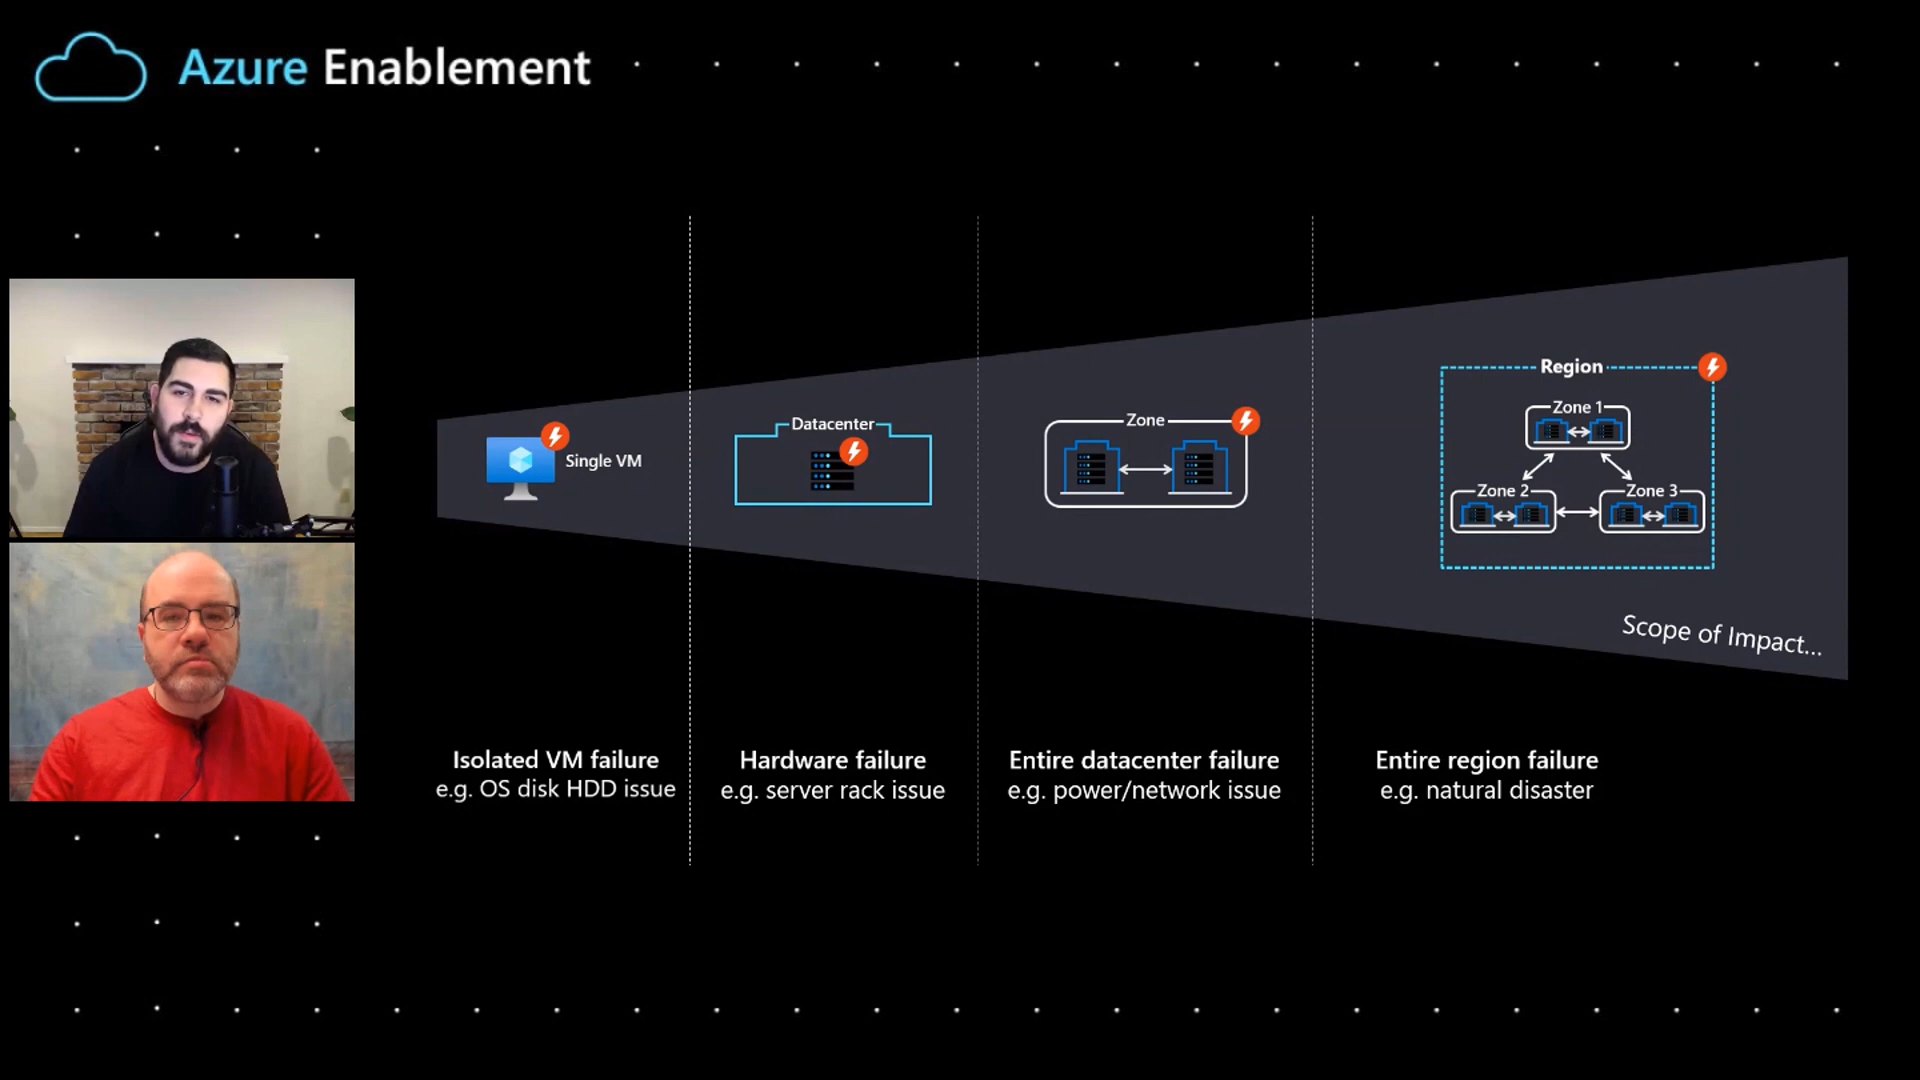 Azure Enablement
Single VM
Datacenter
Zone
Region
Zone 1
Zone 2
Zone 3
Scope of Impact...
Isolated VM failure
e.g. OS disk HDD issue
Hardware failure
e.g. server rack issue
Entire datacenter failure
e.g. power/network issue
Entire region failure
e.g. natural disaster